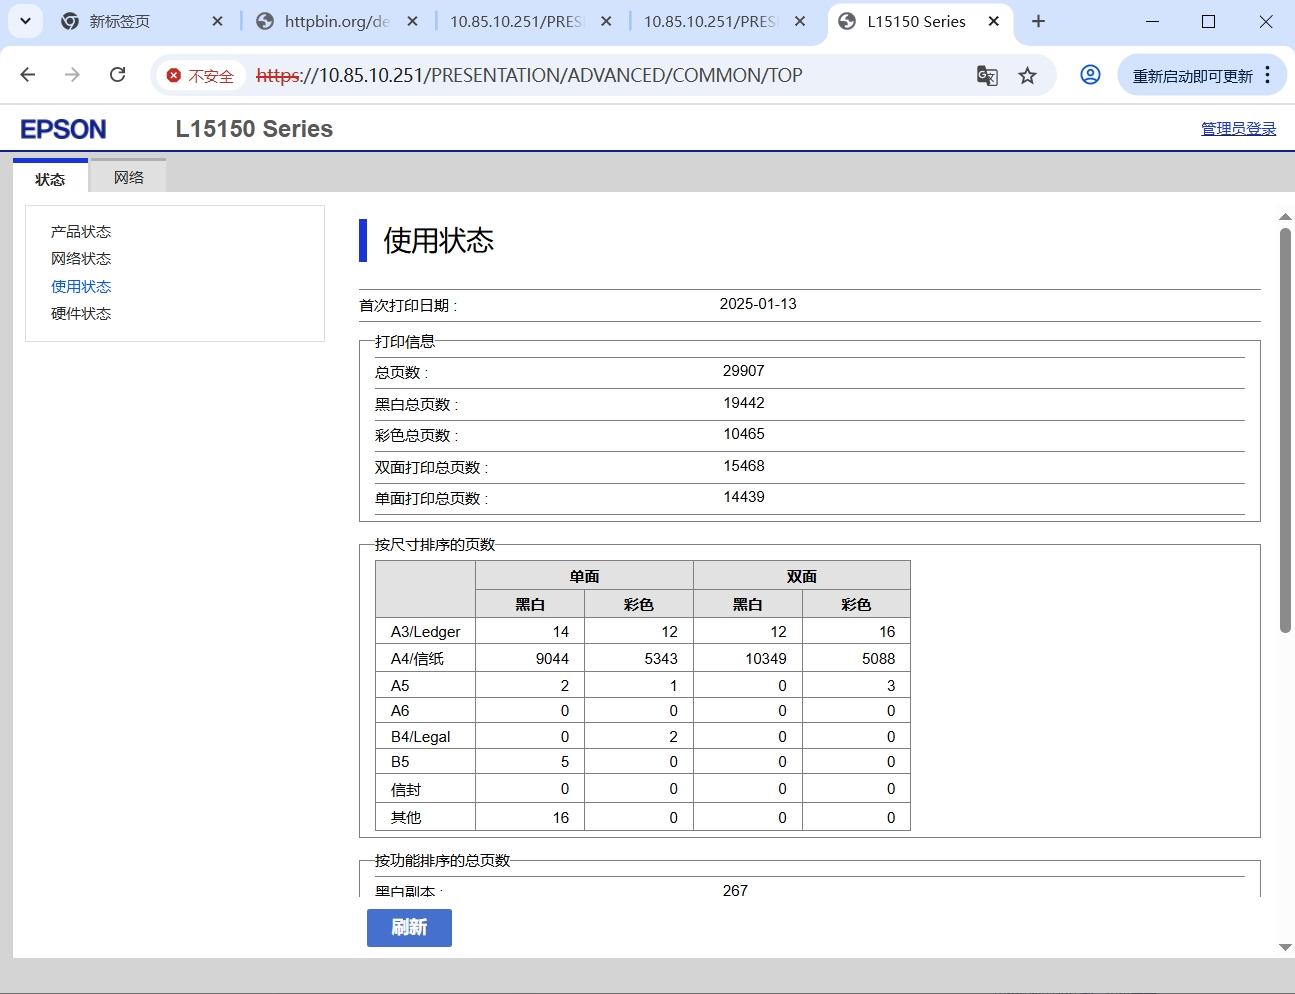 新标签页
httpbin.org/de
10.85.10.251/PRES
10.85.10.251/PRES
L15150 Series
不安全
https://10.85.10.251/PRESENTATION/ADVANCED/COMMON/TOP
重新启动即可更新
EPSON
L15150 Series
管理员登录
状态
网络
产品状态
网络状态
使用状态
硬件状态
使用状态
首次打印日期 : 2025-01-13
打印信息
总页数 : 29907
黑白总页数 : 19442
彩色总页数 : 10465
双面打印总页数 : 15468
单面打印总页数 : 14439
按尺寸排序的页数
单面 双面
黑白 彩色 黑白 彩色
A3/Ledger 14 12 12 16
A4/信纸 9044 5343 10349 5088
A5 2 1 0 3
A6 0 0 0 0
B4/Legal 0 2 0 0
B5 5 0 0 0
信封 0 0 0 0
其他 16 0 0 0
按功能排序的总页数
黑白副本 : 267
刷新